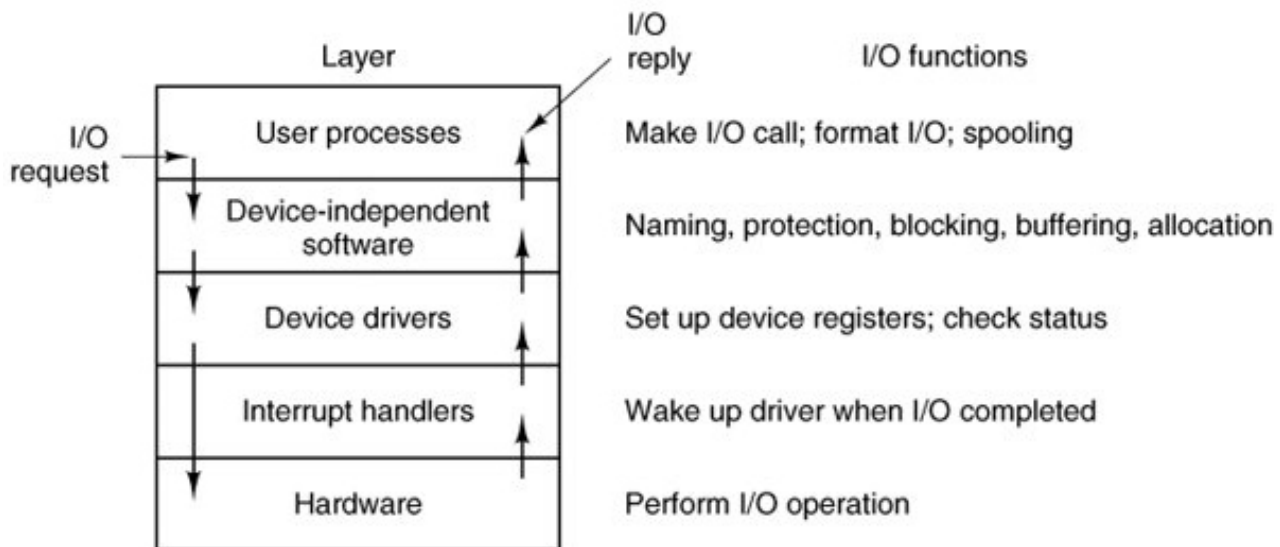 Layer
I/O
reply
I/O functions
I/O
request
User processes
Make I/O call; format I/O; spooling
Device-independent
software
Naming, protection, blocking, buffering, allocation
Device drivers
Set up device registers; check status
Interrupt handlers
Wake up driver when I/O completed
Hardware
Perform I/O operation